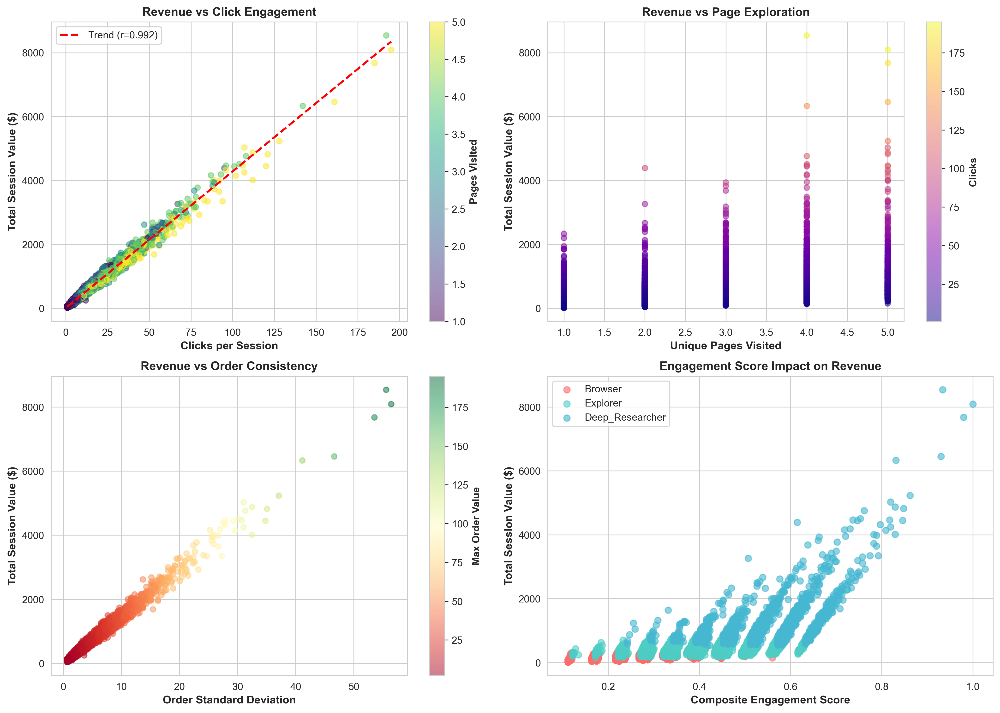 Revenue vs Click Engagement
Trend (r=0.992)
Total Session Value ($)
8000
6000
4000
2000
0
0 25 50 75 100 125 150 175 200
Clicks per Session
5.0
4.5
4.0
3.5
3.0
2.5
2.0
1.5
1.0
Pages Visited
Revenue vs Page Exploration
Total Session Value ($)
8000
6000
4000
2000
0
1.0 1.5 2.0 2.5 3.0 3.5 4.0 4.5 5.0
Unique Pages Visited
175
150
125
100
75
50
25
Clicks
Revenue vs Order Consistency
Total Session Value ($)
8000
6000
4000
2000
0
0 10 20 30 40 50
Order Standard Deviation
175
150
125
100
75
50
25
Max Order Value
Engagement Score Impact on Revenue
Browser
Explorer
Deep_Researcher
Total Session Value ($)
8000
6000
4000
2000
0
0.2 0.4 0.6 0.8 1.0
Composite Engagement Score